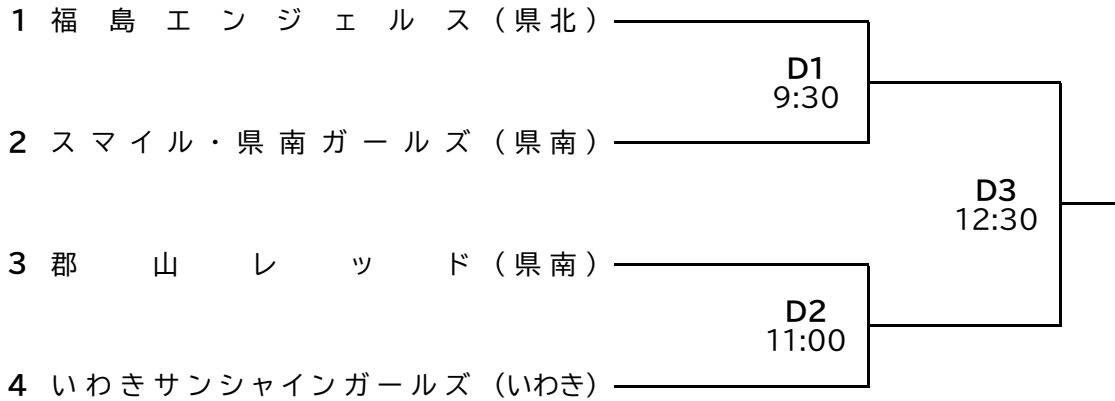 1 福島エンジェルス (県北)
D1
9:30
2 スマイル・県南ガールズ (県南)
D3
12:30
3 郡山レッド (県南)
D2
11:00
4 いわきサンシャインガールズ (いわき)